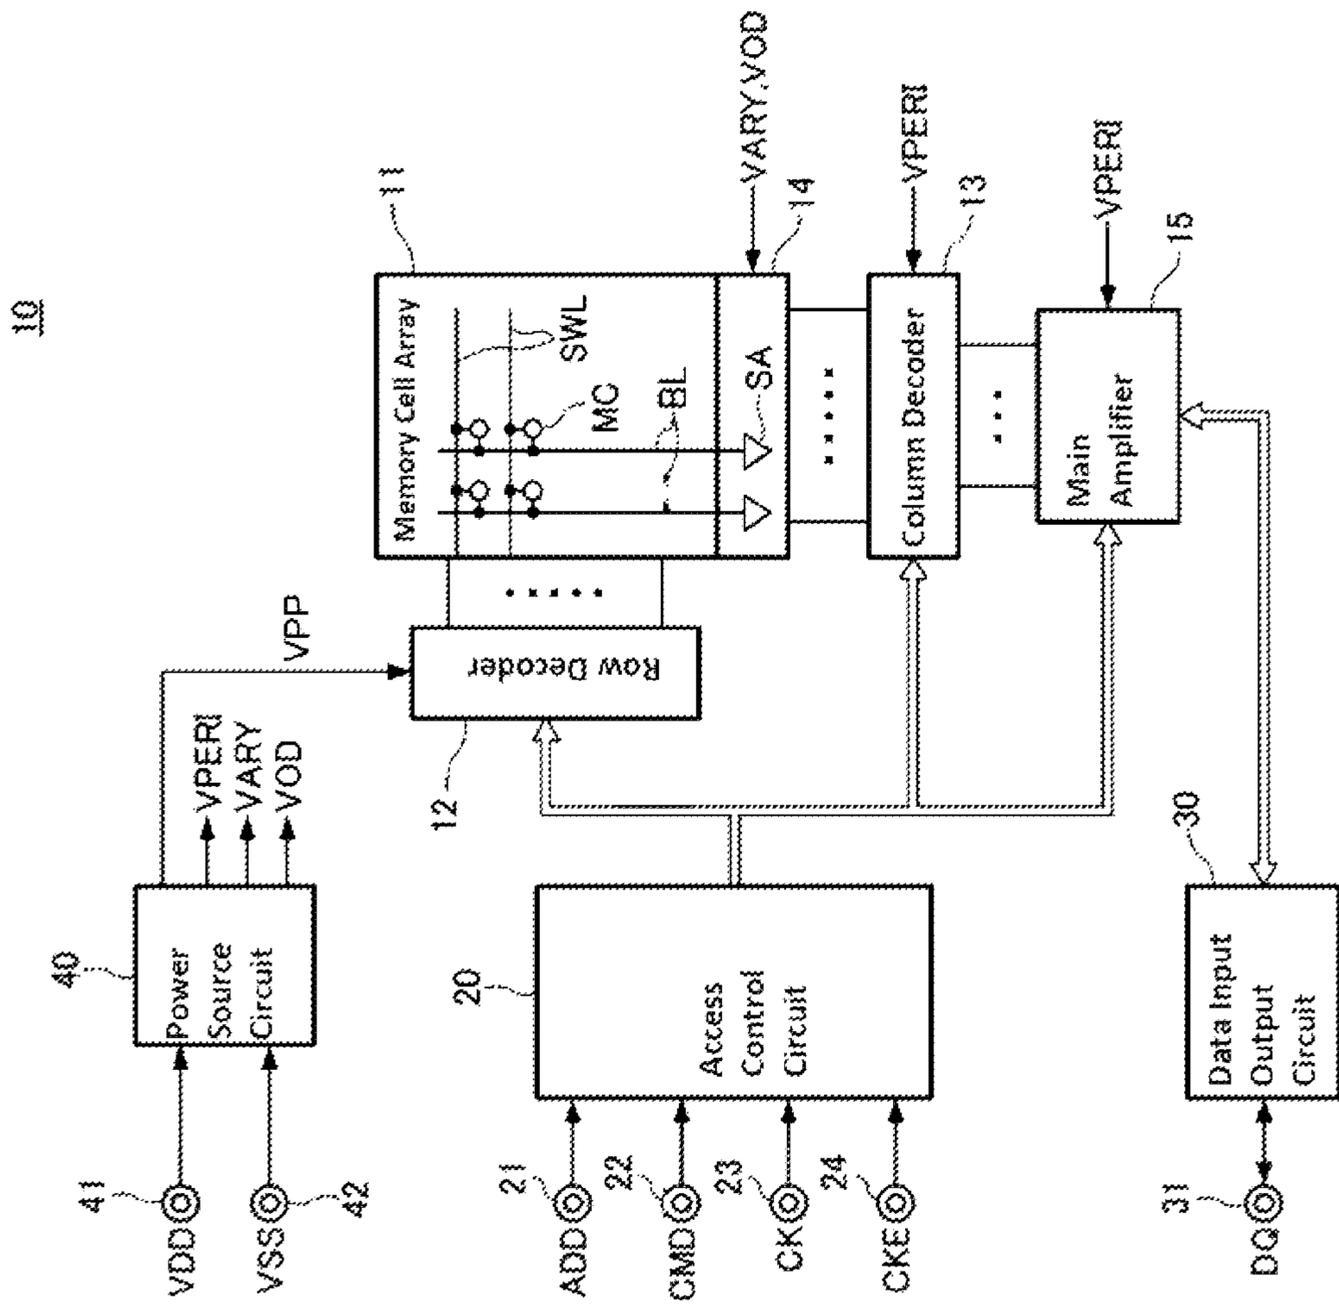 10
VDD
41
VSS
42
40
Power
Source
Circuit
VPERI
VARY
VOD
VPP
11
Memory Cell Array
SWL
MC
BL
SA
14
VARY,VOD
Row Decoder
12
Column Decoder
13
VPERI
Main
Amplifier
15
VPERI
ADD
21
CMD
22
CK
23
CKE
24
20
Access
Control
Circuit
30
Data Input
Output
Circuit
DQ
31